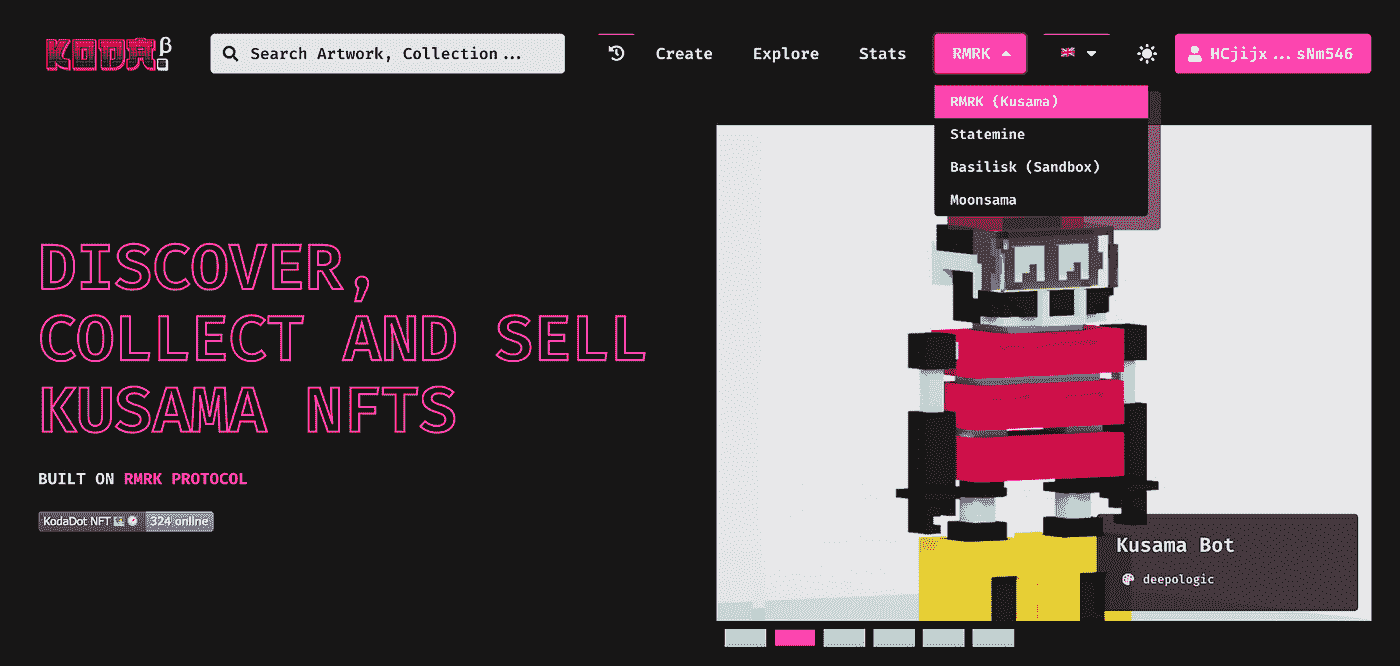 KODA β
Search Artwork, Collection...
Create
Explore
Stats
RMRK
HCjijx...sNm546
RMRK (Kusama)
Statemine
Basilisk (Sandbox)
Moonsama
DISCOVER,
COLLECT AND SELL
KUSAMA NFTS
BUILT ON RMRK PROTOCOL
KodaDot NFT 324 online
Kusama Bot
deepologic